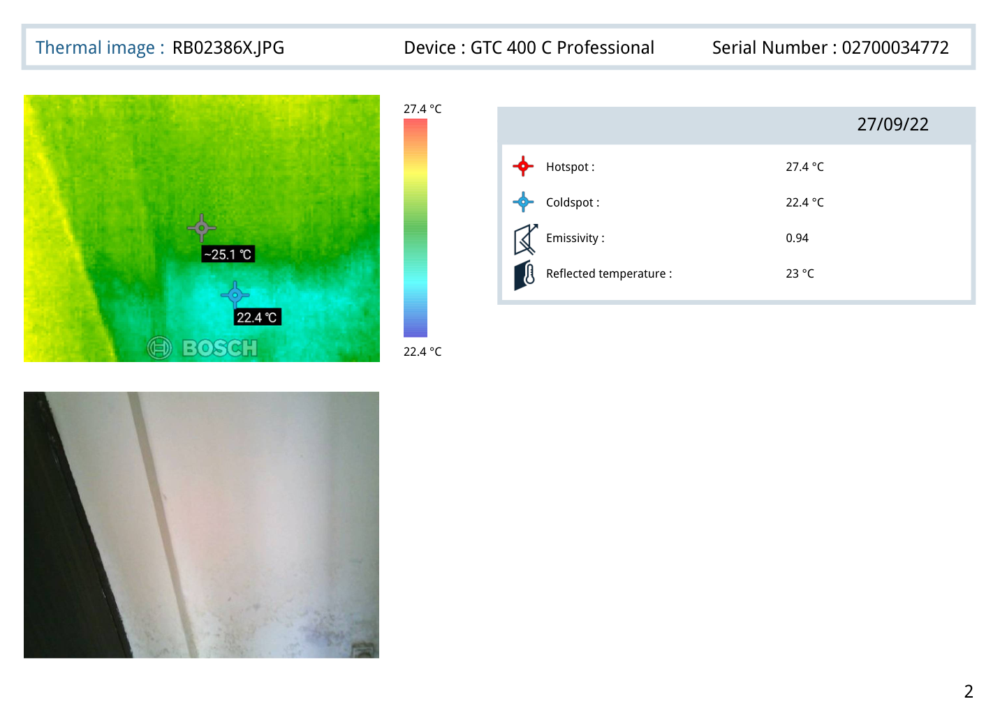 Thermal image : RB02386X.JPG Device : GTC 400 C Professional Serial Number : 02700034772
27.4 °C
27/09/22
Hotspot : 27.4 °C
Coldspot : 22.4 °C
Emissivity : 0.94
Reflected temperature : 23 °C
~25.1 °C
22.4 °C
BOSCH
22.4 °C
2